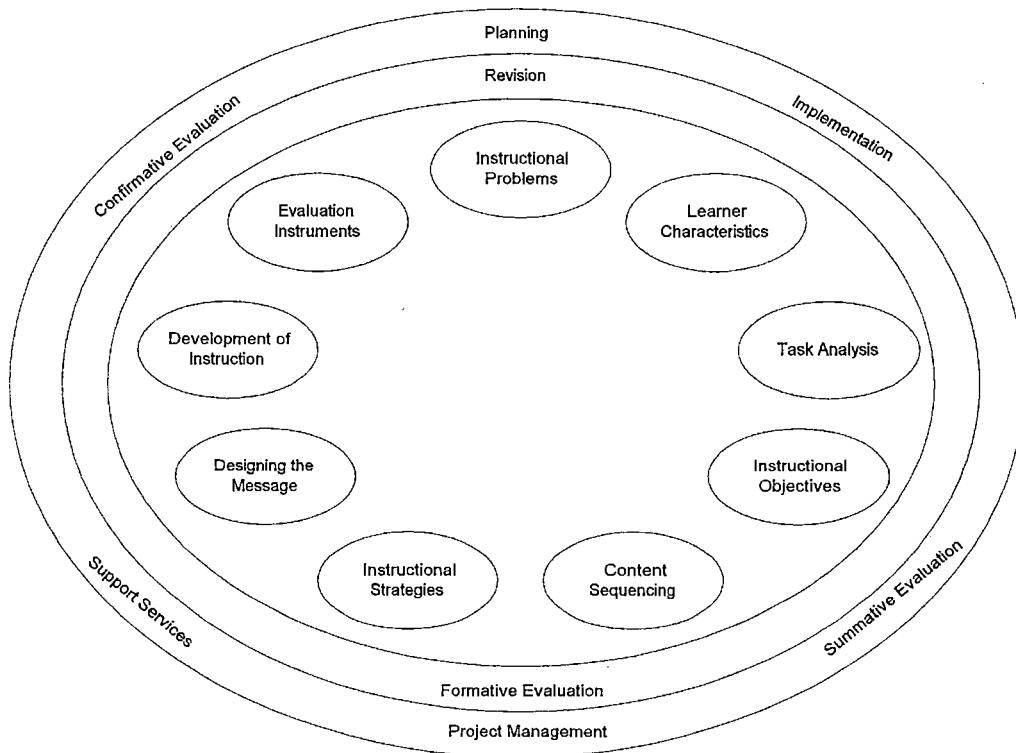 Planning
Revision
Confirmative Evaluation
Implementation
Instructional
Problems
Evaluation
Instruments
Learner
Characteristics
Development of
Instruction
Task Analysis
Designing the
Message
Instructional
Objectives
Instructional
Strategies
Content
Sequencing
Support Services
Summative Evaluation
Formative Evaluation
Project Management